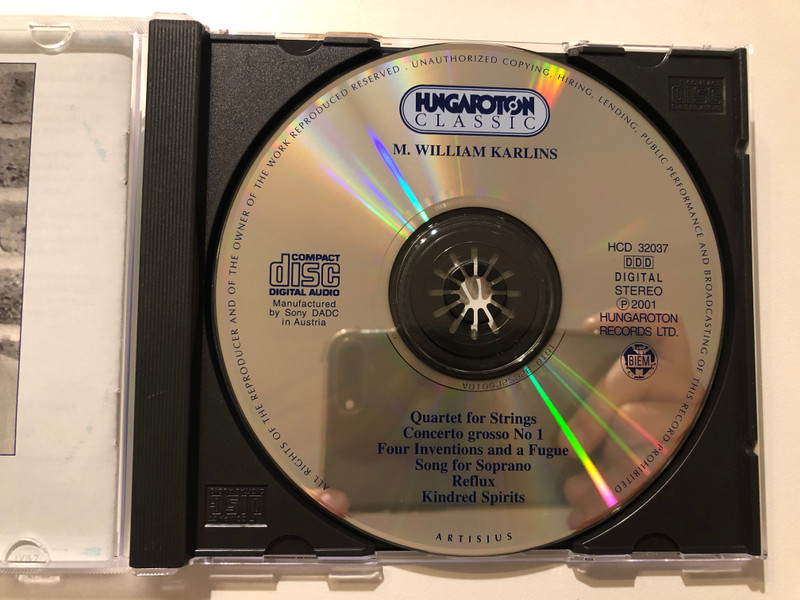 ALL RIGHTS OF THE REPRODUCER AND OF THE OWNER OF THE WORK REPRODUCED RESERVED · UNAUTHORIZED COPYING, HIRING, LENDING, PUBLIC PERFORMANCE AND BROADCASTING OF THIS RECORD PROHIBITED
HUNGAROTON
CLASSIC
M. WILLIAM KARLINS
COMPACT
disc
DIGITAL AUDIO
Manufactured
by Sony DADC
in Austria
HCD 32037
DDD
DIGITAL
STEREO
℗ 2001
HUNGAROTON
RECORDS LTD.
BIEM
Quartet for Strings
Concerto grosso No 1
Four Inventions and a Fugue
Song for Soprano
Reflux
Kindred Spirits
ARTISJUS